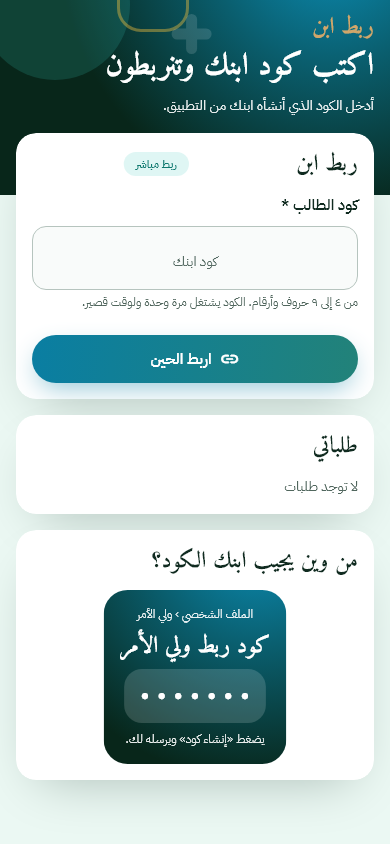 ربط ابن
اكتب كود ابنك وتنربطون
أدخل الكود الذي أنشأه ابنك من التطبيق.
ربط ابن
ربط مباشر
كود الطالب *
كود ابنك
من ٤ إلى ٩ حروف وأرقام. الكود يشتغل مرة وحدة ولوقت قصير.
اربط الحين
طلباتي
لا توجد طلبات
من وين يجيب ابنك الكود؟
الملف الشخصي › ولي الأمر
كود ربط ولي الأمر
•••••••
يضغط «إنشاء كود» ويرسله لك.